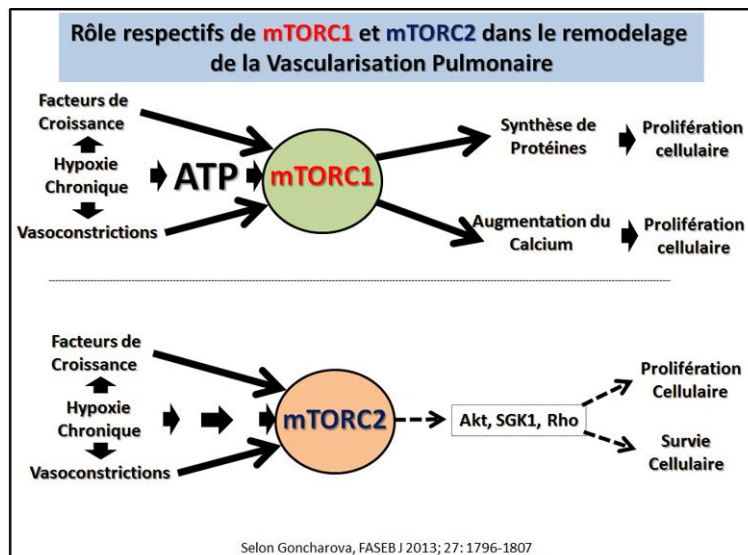 Rôle respectifs de mTORC1 et mTORC2 dans le remodelage
de la Vascularisation Pulmonaire
Facteurs de
Croissance
Hypoxie
Chronique
Vasoconstrictions
ATP
mTORC1
Synthèse de
Protéines
Prolifération
cellulaire
Augmentation du
Calcium
Prolifération
cellulaire
Facteurs de
Croissance
Hypoxie
Chronique
Vasoconstrictions
mTORC2
Akt, SGK1, Rho
Prolifération
Cellulaire
Survie
Cellulaire
Selon Goncharova, FASEB J 2013; 27: 1796-1807